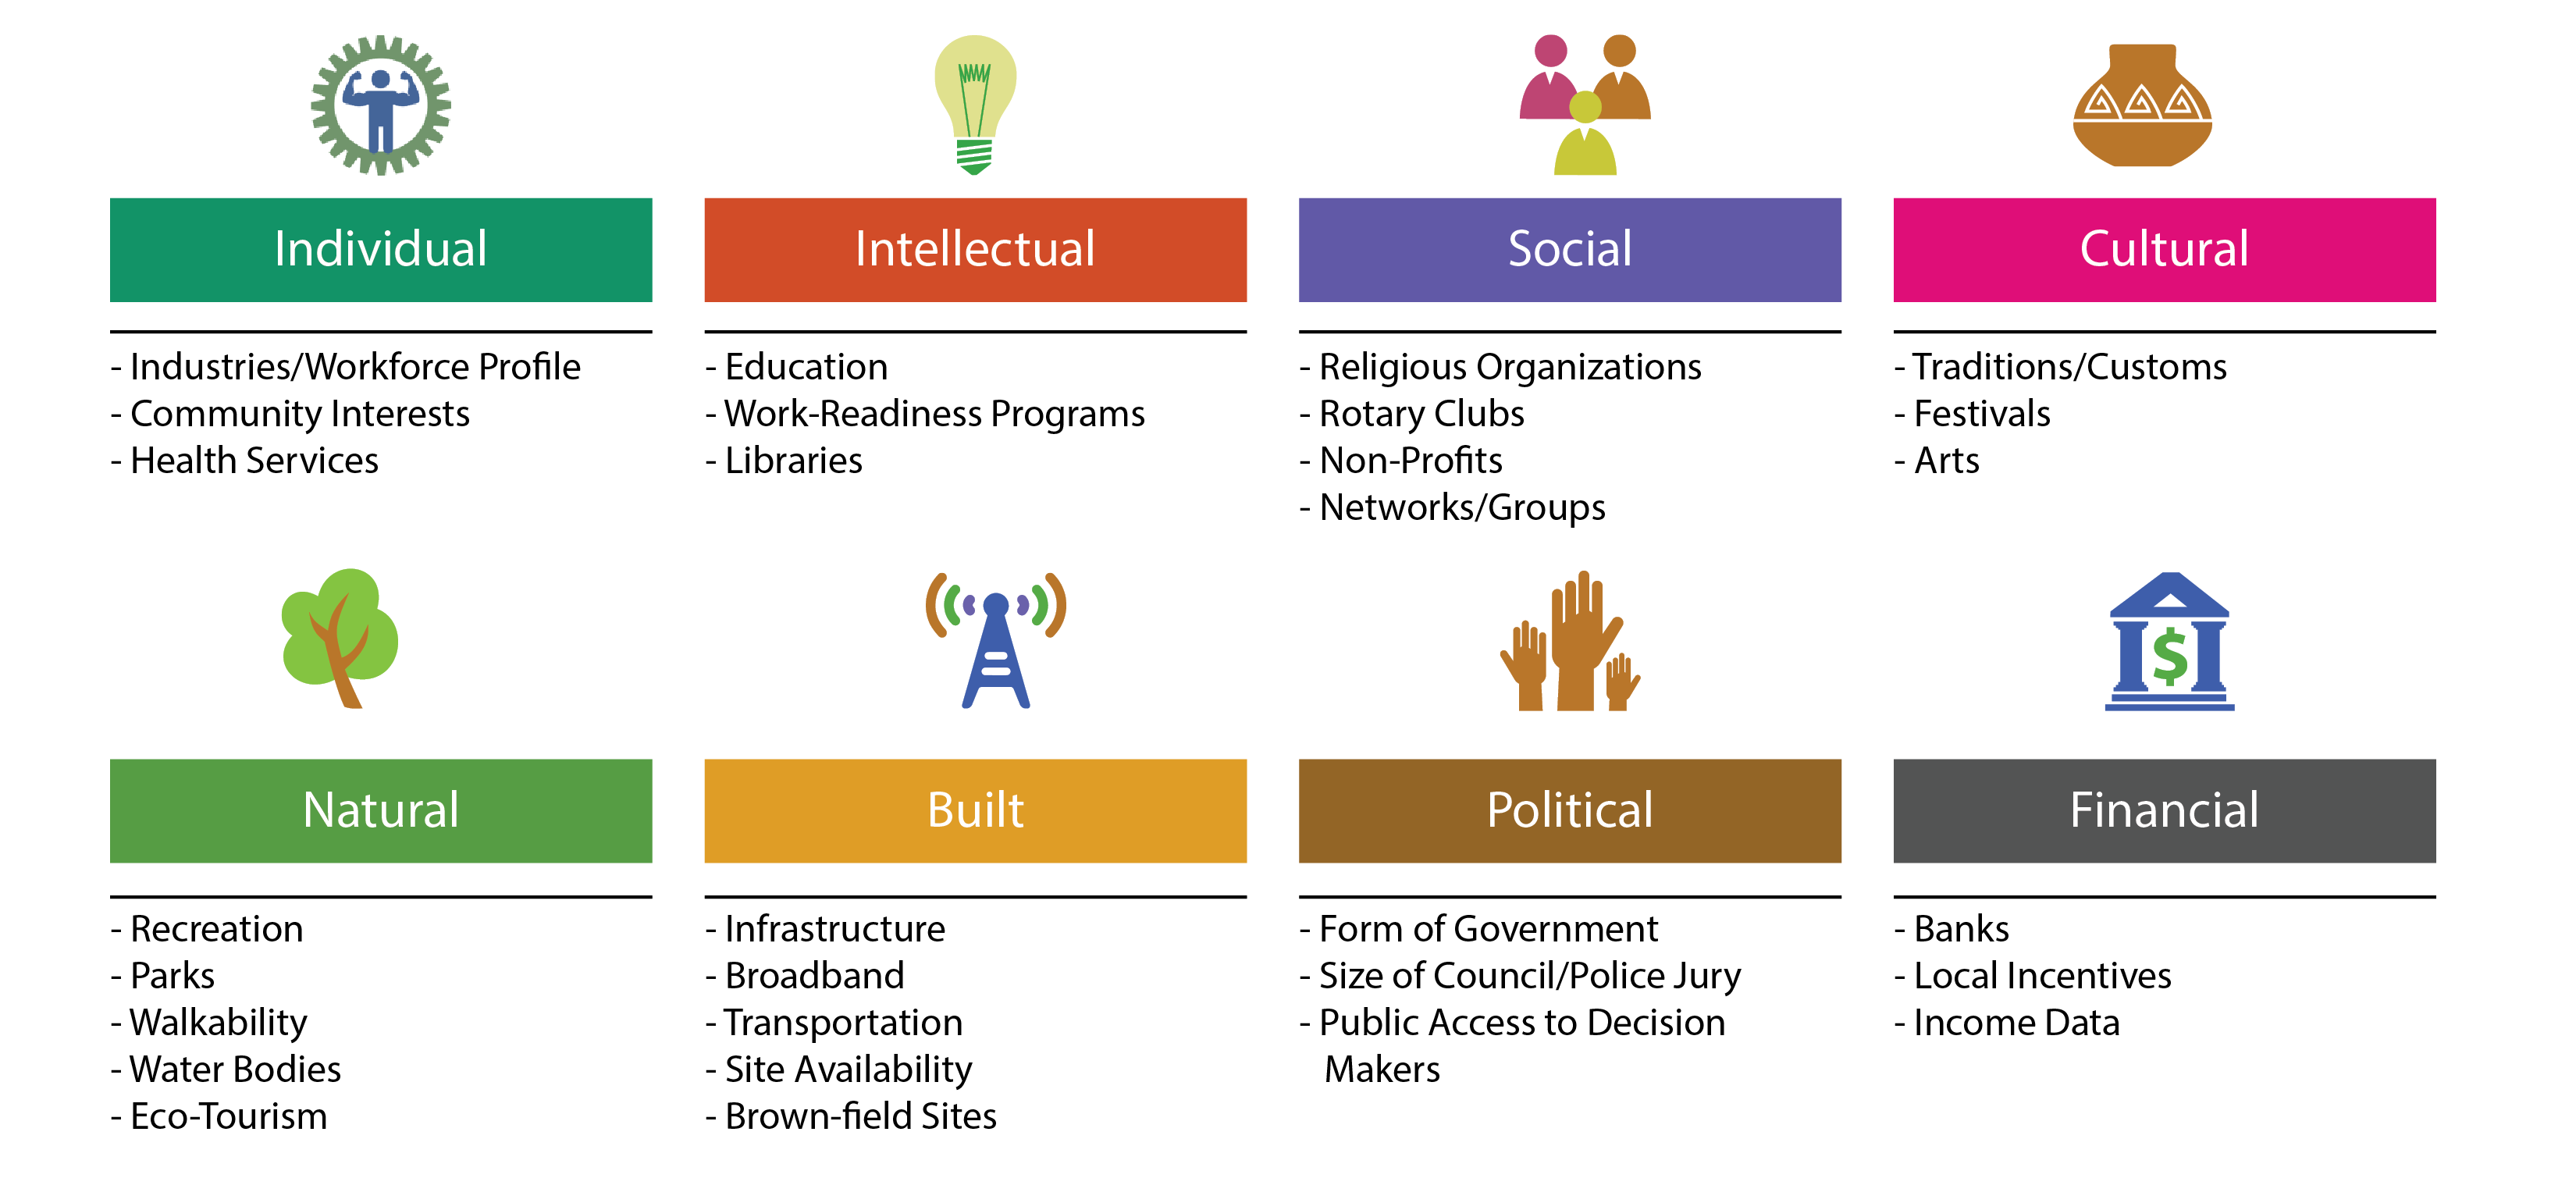 Individual
- Industries/Workforce Profile
- Community Interests
- Health Services
Intellectual
- Education
- Work-Readiness Programs
- Libraries
Social
- Religious Organizations
- Rotary Clubs
- Non-Profits
- Networks/Groups
Cultural
- Traditions/Customs
- Festivals
- Arts
Natural
- Recreation
- Parks
- Walkability
- Water Bodies
- Eco-Tourism
Built
- Infrastructure
- Broadband
- Transportation
- Site Availability
- Brown-field Sites
Political
- Form of Government
- Size of Council/Police Jury
- Public Access to Decision
Makers
$
Financial
- Banks
- Local Incentives
- Income Data